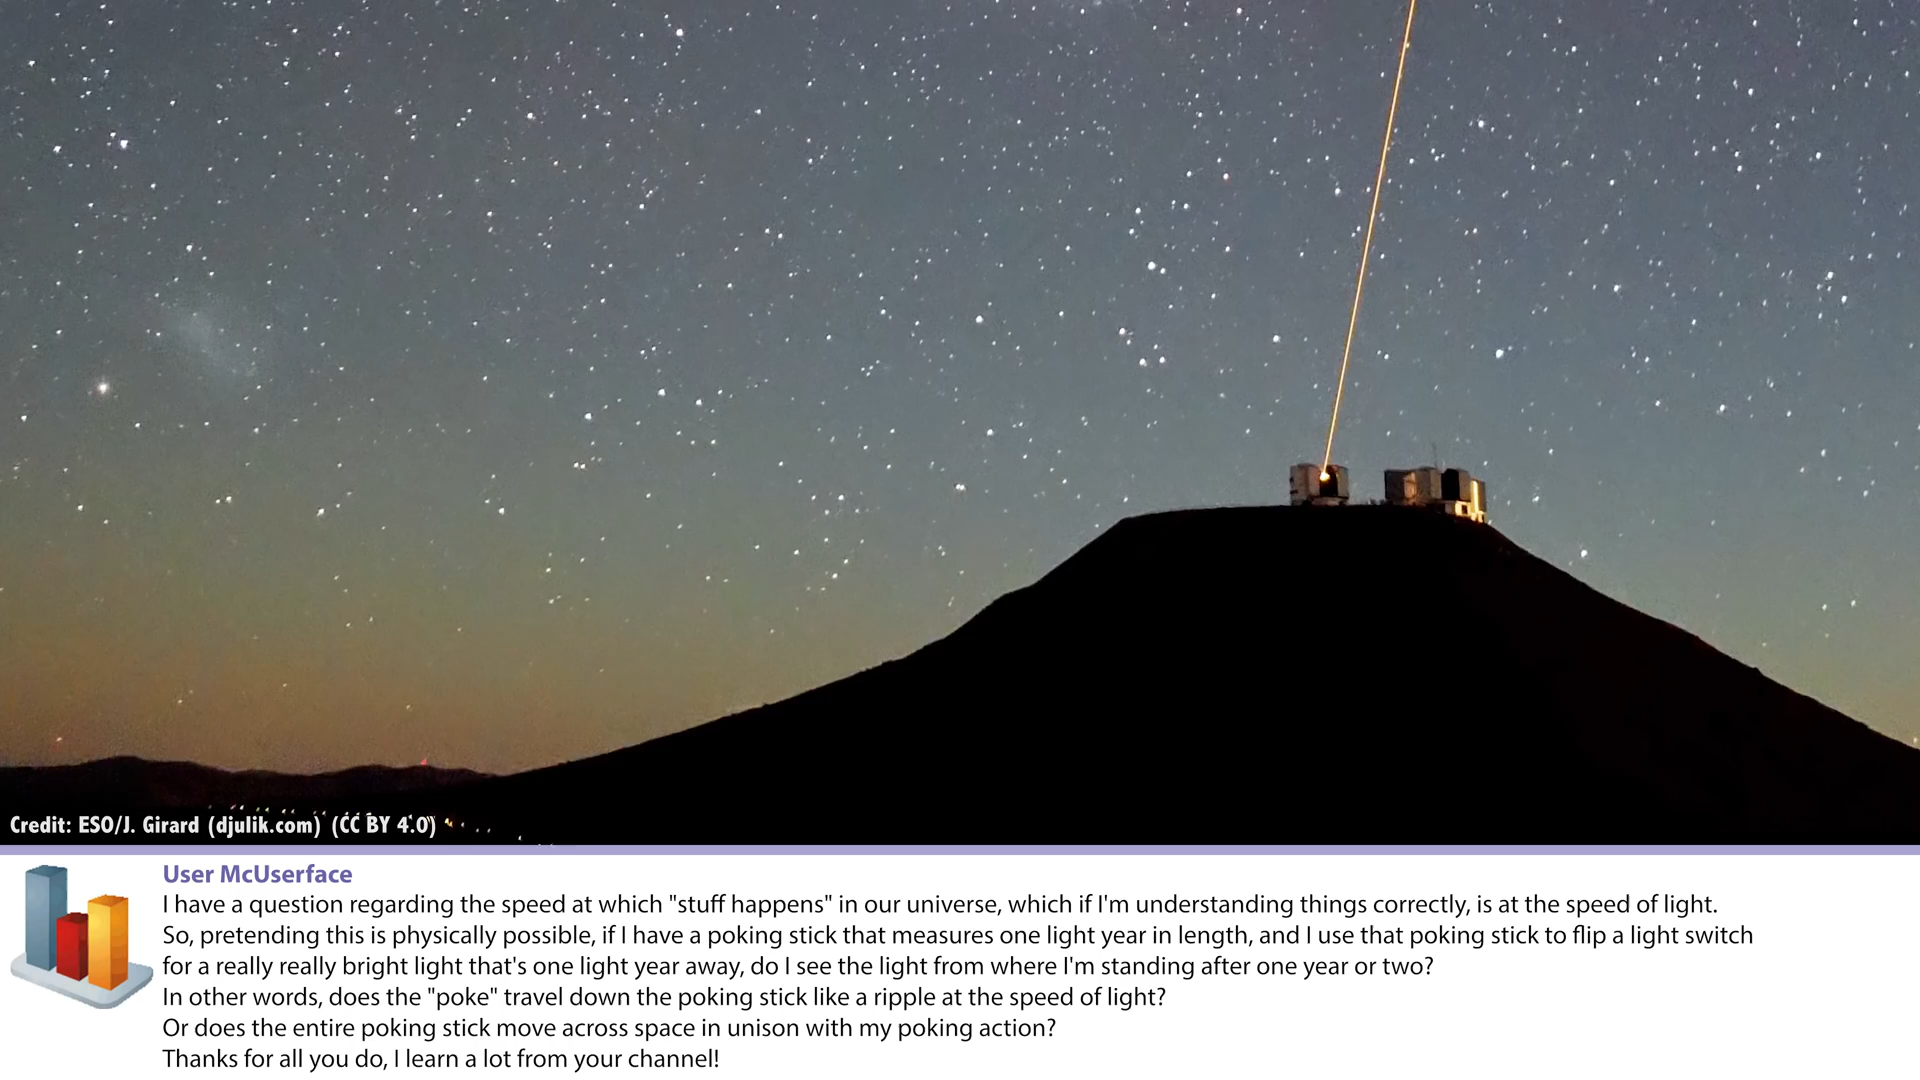 Credit: ESO/J. Girard (djulik.com) (CC BY 4.0)
User McUserface
I have a question regarding the speed at which "stuff happens" in our universe, which if I'm understanding things correctly, is at the speed of light.
So, pretending this is physically possible, if I have a poking stick that measures one light year in length, and I use that poking stick to flip a light switch
for a really really bright light that's one light year away, do I see the light from where I'm standing after one year or two?
In other words, does the "poke" travel down the poking stick like a ripple at the speed of light?
Or does the entire poking stick move across space in unison with my poking action?
Thanks for all you do, I learn a lot from your channel!